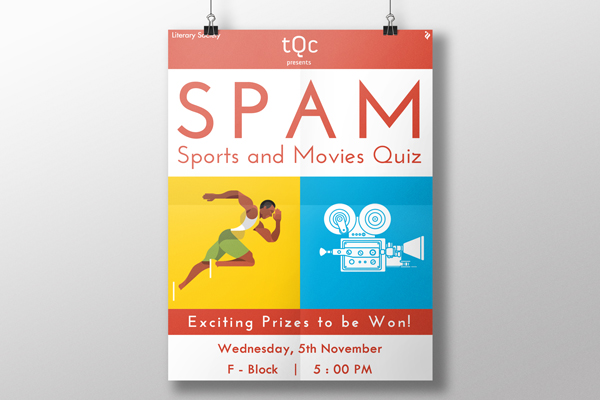 Literary Society
tQc
presents
SPAM
Sports and Movies Quiz
Exciting Prizes to be Won!
Wednesday, 5th November
F - Block | 5 : 00 PM